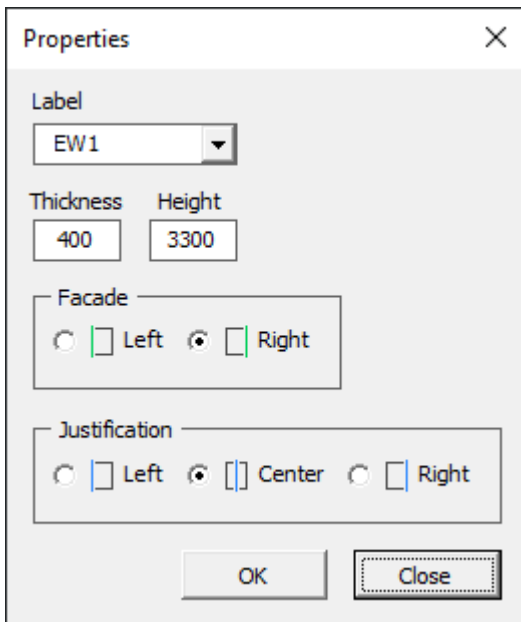 Properties
Label
EW1
Thickness Height
400 3300
Facade
Left Right
Justification
Left Center Right
OK Close